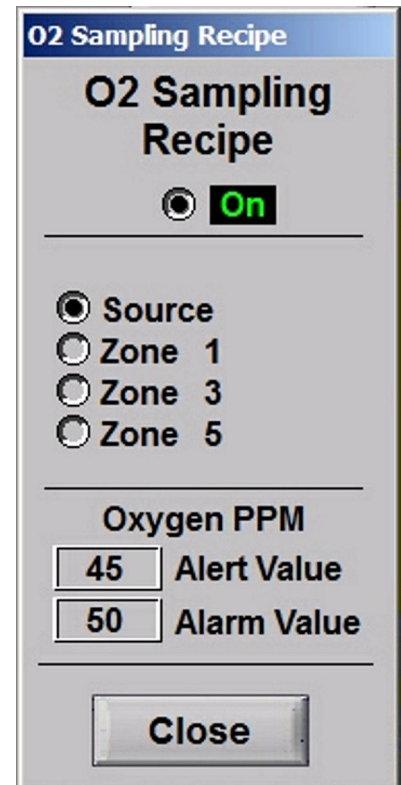 O2 Sampling Recipe
O2 Sampling
Recipe
On
Source
Zone 1
Zone 3
Zone 5
Oxygen PPM
45 Alert Value
50 Alarm Value
Close